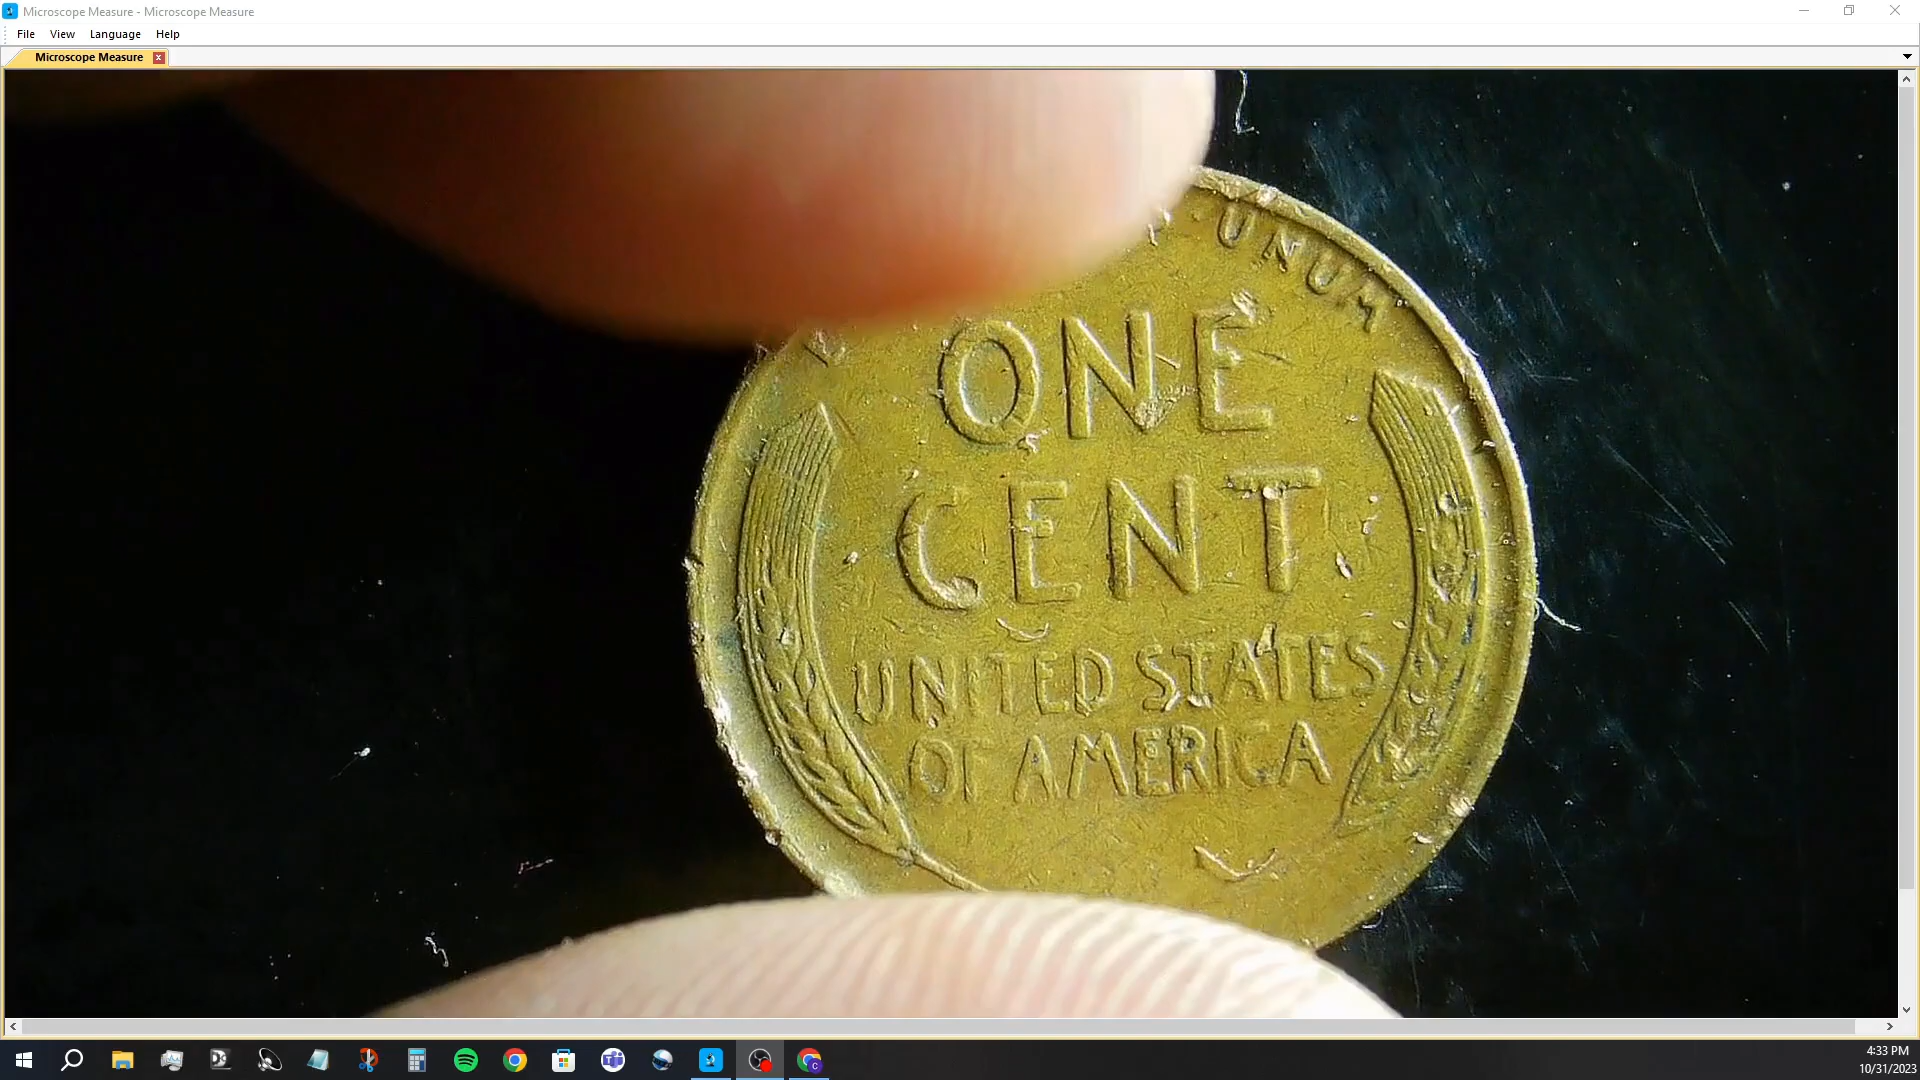 Microscope Measure - Microscope Measure
File View Language Help
Microscope Measure
UNUM
ONE
CENT
UNITED STATES
OF AMERICA
4:33 PM
10/31/2023